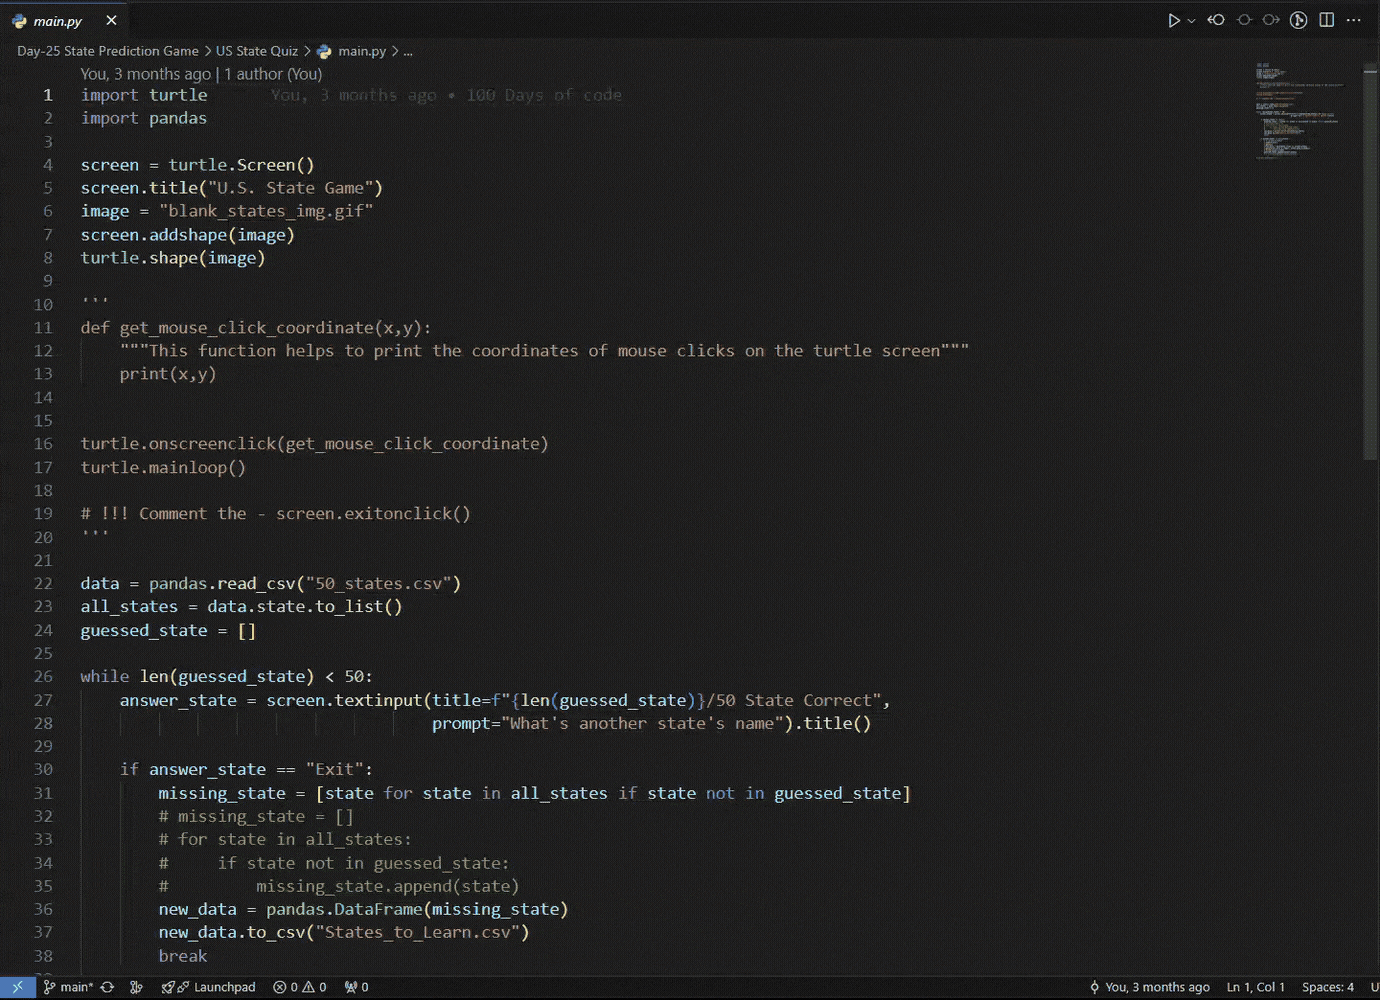 main.py
Day-25 State Prediction Game > US State Quiz > main.py > ...
You, 3 months ago | 1 author (You)
1 import turtle You, 3 months ago • 100 Days of code
2 import pandas
3
4 screen = turtle.Screen()
5 screen.title("U.S. State Game")
6 image = "blank_states_img.gif"
7 screen.addshape(image)
8 turtle.shape(image)
9
10 '''
11 def get_mouse_click_coordinate(x,y):
12     """This function helps to print the coordinates of mouse clicks on the turtle screen"""
13     print(x,y)
14
15
16 turtle.onscreenclick(get_mouse_click_coordinate)
17 turtle.mainloop()
18
19 # !!! Comment the - screen.exitonclick()
20 '''
21
22 data = pandas.read_csv("50_states.csv")
23 all_states = data.state.to_list()
24 guessed_state = []
25
26 while len(guessed_state) < 50:
27     answer_state = screen.textinput(title=f"{len(guessed_state)}/50 State Correct",
28                                     prompt="What's another state's name").title()
29
30     if answer_state == "Exit":
31         missing_state = [state for state in all_states if state not in guessed_state]
32         # missing_state = []
33         # for state in all_states:
34         #     if state not in guessed_state:
35         #         missing_state.append(state)
36         new_data = pandas.DataFrame(missing_state)
37         new_data.to_csv("States_to_Learn.csv")
38         break
main* Launchpad 0 0 0 You, 3 months ago Ln 1, Col 1 Spaces: 4 U